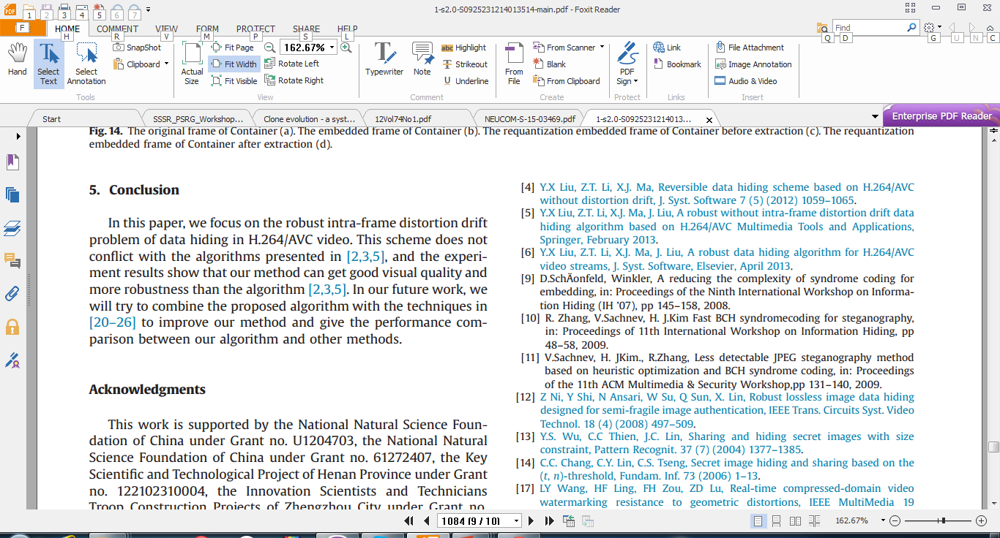 1-s2.0-S0925231214013514-main.pdf - Foxit Reader
PDF
1 2 3 4 5 6 7
F HOME COMMENT VIEW FORM PROTECT SHARE HELP
Find
H R V M P S L Q D G U N C
Hand
Select Text
Select Annotation
SnapShot
Clipboard
Tools
Actual Size
Fit Page
Fit Width
Fit Visible
162.67%
Rotate Left
Rotate Right
View
Typewriter
Note
abc Highlight
T Strikeout
U Underline
Comment
From File
From Scanner
Blank
From Clipboard
Create
PDF Sign
Protect
Link
Bookmark
Links
File Attachment
Image Annotation
Audio & Video
Insert
Start
SSSR_PSRG_Workshop...
Clone evolution - a syst...
12Vol74No1.pdf
NEUCOM-S-15-03469.pdf
1-s2.0-S092523121401 3...
Enterprise PDF Reader
Fig. 14. The original frame of Container (a). The embedded frame of Container (b). The requantization embedded frame of Container before extraction (c). The requantization
embedded frame of Container after extraction (d).
5. Conclusion
In this paper, we focus on the robust intra-frame distortion drift
problem of data hiding in H.264/AVC video. This scheme does not
conflict with the algorithms presented in [2,3,5], and the experi-
ment results show that our method can get good visual quality and
more robustness than the algorithm [2,3,5]. In our future work, we
will try to combine the proposed algorithm with the techniques in
[20–26] to improve our method and give the performance com-
parison between our algorithm and other methods.
Acknowledgments
This work is supported by the National Natural Science Foun-
dation of China under Grant no. U1204703, the National Natural
Science Foundation of China under Grant no. 61272407, the Key
Scientific and Technological Project of Henan Province under Grant
no. 122102310004, the Innovation Scientists and Technicians
Troop Construction Projects of Zhengzhou City under Grant no.
[4] Y.X Liu, Z.T. Li, X.J. Ma, Reversible data hiding scheme based on H.264/AVC
without distortion drift, J. Syst. Software 7 (5) (2012) 1059–1065.
[5] Y.X Liu, Z.T. Li, X.J. Ma, J. Liu, A robust without intra-frame distortion drift data
hiding algorithm based on H.264/AVC Multimedia Tools and Applications,
Springer, February 2013.
[6] Y.X Liu, Z.T. Li, X.J. Ma, J. Liu, A robust data hiding algorithm for H.264/AVC
video streams, J. Syst. Software, Elsevier, April 2013.
[9] D.SchÄonfeld, Winkler, A reducing the complexity of syndrome coding for
embedding, in: Proceedings of the Ninth International Workshop on Informa-
tion Hiding (IH '07), pp 145–158, 2008.
[10] R. Zhang, V.Sachnev, H. J.Kim Fast BCH syndromecoding for steganography,
in: Proceedings of 11th International Workshop on Information Hiding, pp
48–58, 2009.
[11] V.Sachnev, H. JKim., R.Zhang, Less detectable JPEG steganography method
based on heuristic optimization and BCH syndrome coding, in: Proceedings
of the 11th ACM Multimedia & Security Workshop,pp 131–140, 2009.
[12] Z Ni, Y Shi, N Ansari, W Su, Q Sun, X. Lin, Robust lossless image data hiding
designed for semi-fragile image authentication, IEEE Trans. Circuits Syst. Video
Technol. 18 (4) (2008) 497–509.
[13] Y.S. Wu, C.C Thien, J.C. Lin, Sharing and hiding secret images with size
constraint, Pattern Recognit. 37 (7) (2004) 1377–1385.
[14] C.C. Chang, C.Y. Lin, C.S. Tseng, Secret image hiding and sharing based on the
(t, n)-threshold, Fundam. Inf. 73 (2006) 1–13.
[17] LY Wang, HF Ling, FH Zou, ZD Lu, Real-time compressed-domain video
watermarking resistance to geometric distortions, IEEE MultiMedia 19
1084 (9 / 10)
162.67%